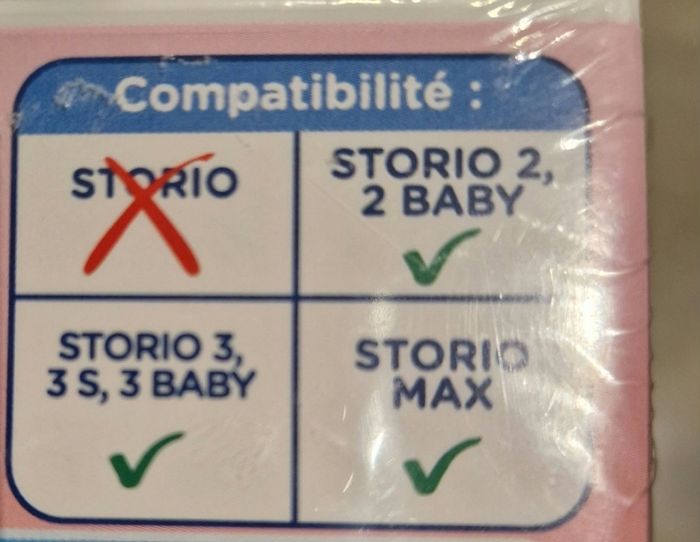 Compatibilité :
STORIO
STORIO 2,
2 BABY
STORIO 3,
3 S, 3 BABY
STORIO
MAX